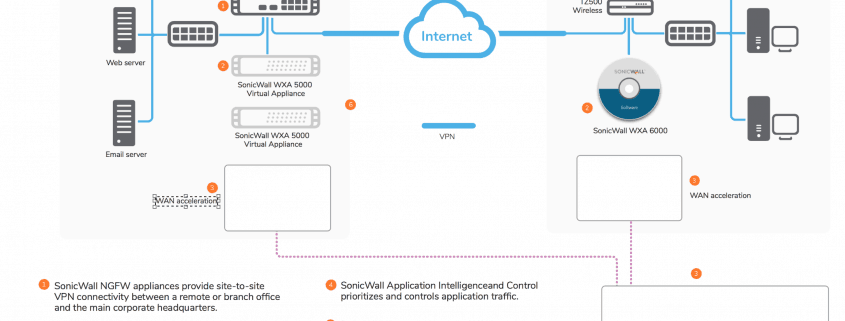 1
TZ500
Wireless
Internet
Web server
2
SonicWall WXA 5000
Virtual Appliance
SONICWALL
Software
2
SonicWall WXA 6000
6
SonicWall WXA 5000
Virtual Appliance
VPN
Email server
3
WAN acceleration
3
WAN acceleration
3
1 SonicWall NGFW appliances provide site-to-site
VPN connectivity between a remote or branch office
and the main corporate headquarters.
4 SonicWall Application Intelligenceand Control
prioritizes and controls application traffic.